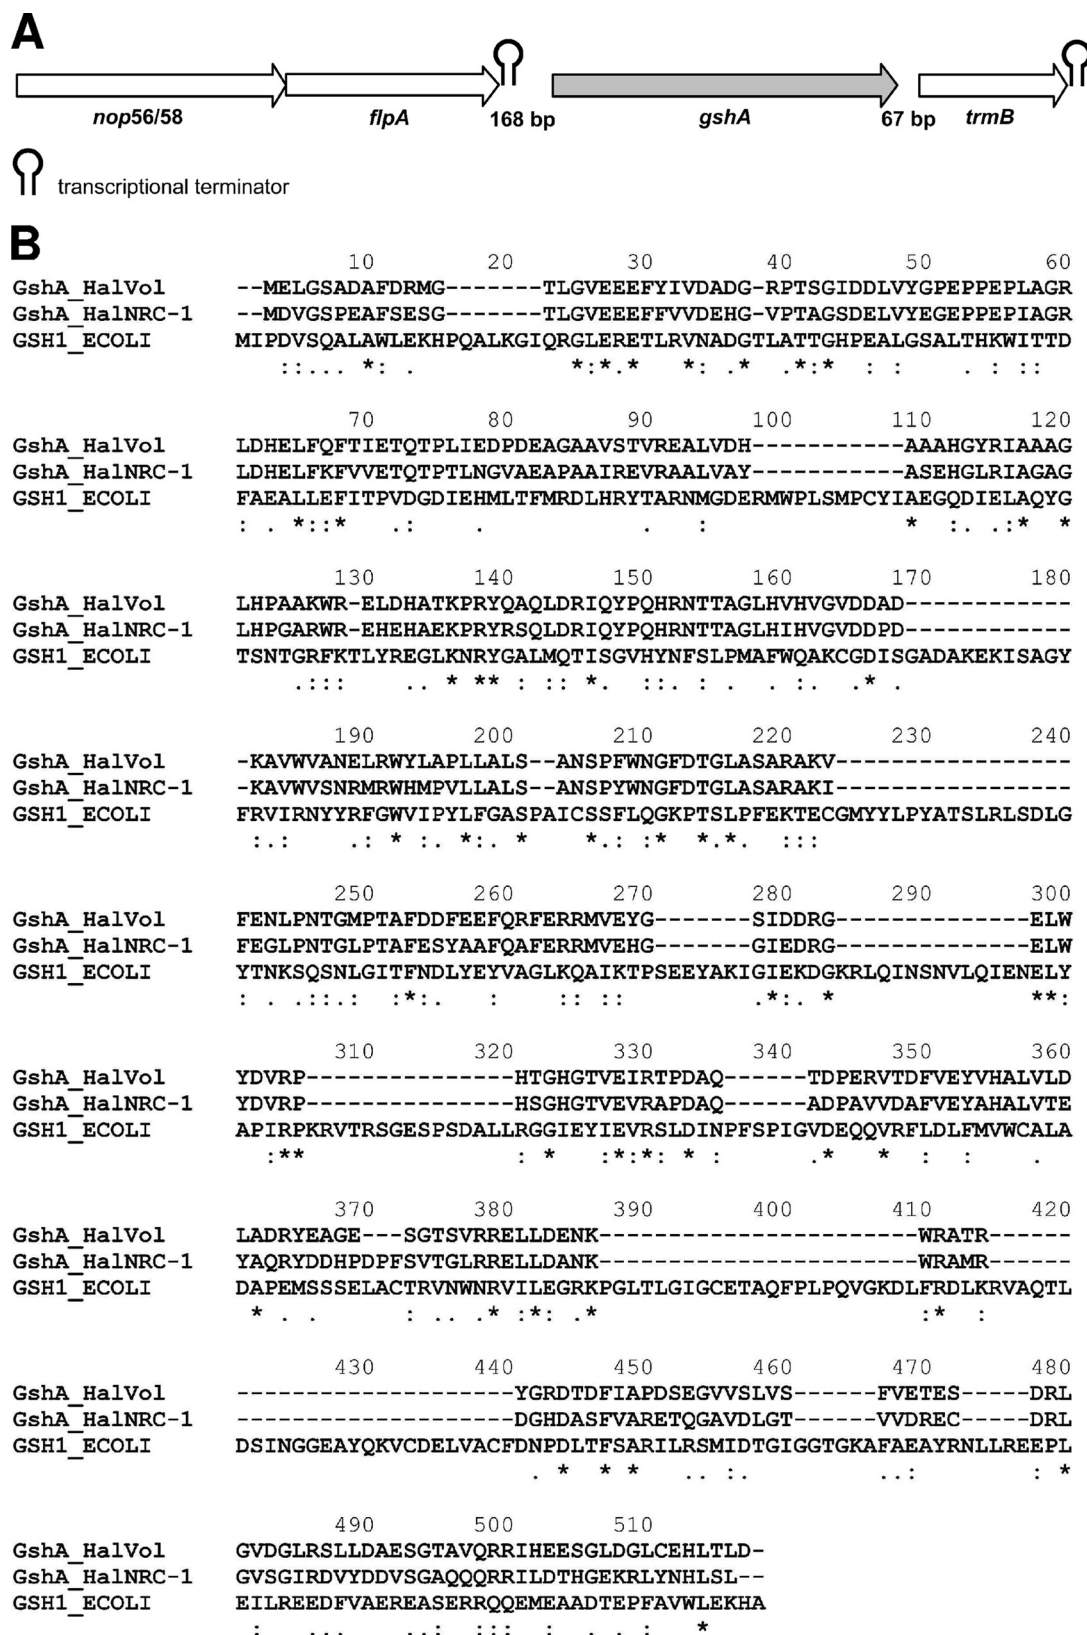 A
nop56/58 flpA 168 bp gshA 67 bp trmB
transcriptional terminator
B
10 20 30 40 50 60
GshA_HalVol --MELGSADAFDRMG-------TLGVEEEFYIVDADG-RPTSGIDDLVYGPEPPEPLAGR
GshA_HalNRC-1 --MDVGSPEAFSESG-------TLGVEEEFFVVDEHG-VPTAGSDELVYEGEPPEPIAGR
GSH1_ECOLI MIPDVSQALAWLEKHPQALKGIQRGLERETLRVNADGTLATTGHPEALGSALTHKWITTD
::... *: . *:*.* *: * .* * : : . : ::
70 80 90 100 110 120
GshA_HalVol LDHELFQFTIETQTPLIEDPDEAGAAVSTVREALVDH-----------AAAHGYRIAAAG
GshA_HalNRC-1 LDHELFKFVVETQTPTLNGVAEAPAAIREVRAALVAY-----------ASEHGLRIAGAG
GSH1_ECOLI FAEALLEFITPVDGDIEHMLTFMRDLHRYTARNMGDERMWPLSMPCYIAEGQDIELAQYG
: . *::* .: . . : * :. .:* *
130 140 150 160 170 180
GshA_HalVol LHPAAKWR-ELDHATKPRYQAQLDRIQYPQHRNTTAGLHVHVGVDDAD------------
GshA_HalNRC-1 LHPGARWR-EHEHAEKPRYRSQLDRIQYPQHRNTTAGLHIHVGVDDPD------------
GSH1_ECOLI TSNTGRFKTLYREGLKNRYGALMQTISGVHYNFSLPMAFWQAKCGDISGADAKEKISAGY
.::: . . * ** : :: *. ::. . . :. .* .
190 200 210 220 230 240
GshA_HalVol -KAVWVANELRWYLAPLLALS--ANSPFWNGFDTGLASARAKV-----------------
GshA_HalNRC-1 -KAVWVSNRMRWHMPVLLALS--ANSPYWNGFDTGLASARAKI-----------------
GSH1_ECOLI FRVIRNYYRFGWVIPYLFGASPAICSSFLQGKPTSLPFEKTECGMYYLPYATSLRLSDLG
:.: .: * :. *:. * * .: :* * *. :::
250 260 270 280 290 300
GshA_HalVol FENLPNTGMPTAFDDFEEFQRFERRMVEYG-------SIDDRG-------------ELW
GshA_HalNRC-1 FEGLPNTGLPTAFESYAAFQAFERRMVEHG-------GIEDRG-------------ELW
GSH1_ECOLI YTNKSQSNLGITFNDLYEYVAGLKQAIKTPSEEYAKIGIEKDGKRLQINSNVLQIENELY
: . .::.: :*:. : :: :: .*:. * **:
310 320 330 340 350 360
GshA_HalVol YDVRP---------------HTGHGTVEIRTPDAQ------TDPERVTDFVEYVHALVLD
GshA_HalNRC-1 YDVRP---------------HSGHGTVEVRAPDAQ------ADPAVVDAFVEYAHALVTE
GSH1_ECOLI APIRPKRVTRSGESPSDALLRGGIEYIEVRSLDINPFSPIGVDEQQVRFLDLFMVWCALA
:** : * :*:*: * : .* * : : .
370 380 390 400 410 420
GshA_HalVol LADRYEAGE---SGTSVRRELLDENK-----------------------WRATR------
GshA_HalNRC-1 YAQRYDDHPDPFSVTGLRRELLDANK-----------------------WRAMR------
GSH1_ECOLI DAPEMSSSELACTRVNWNRVILEGRKPGLTLGIGCETAQFPLPQVGKDLFRDLKRVAQTL
* . . : . . .* :*: .* :* :
430 440 450 460 470 480
GshA_HalVol --------------------YGRDTDFIAPDSEGVVSLVS------FVETES-----DRL
GshA_HalNRC-1 --------------------DGHDASFVARETQGAVDLGT------VVDREC-----DRL
GSH1_ECOLI DSINGGEAYQKVCDELVACFDNPDLTFSARILRSMIDTGIGGTGKAFAEAYRNLLREEPL
. * * * .. :. ..: : *
490 500 510
GshA_HalVol GVDGLRSLLDAESGTAVQRRIHEESGLDGLCEHLTLD-
GshA_HalNRC-1 GVSGIRDVYDDVSGAQQQRRILDTHGEKRLYNHLSL--
GSH1_ECOLI EILREEDFVAEREASERRQQEMEAADTEPFAVWLEKHA
: . .. . .: ::: : . . : *